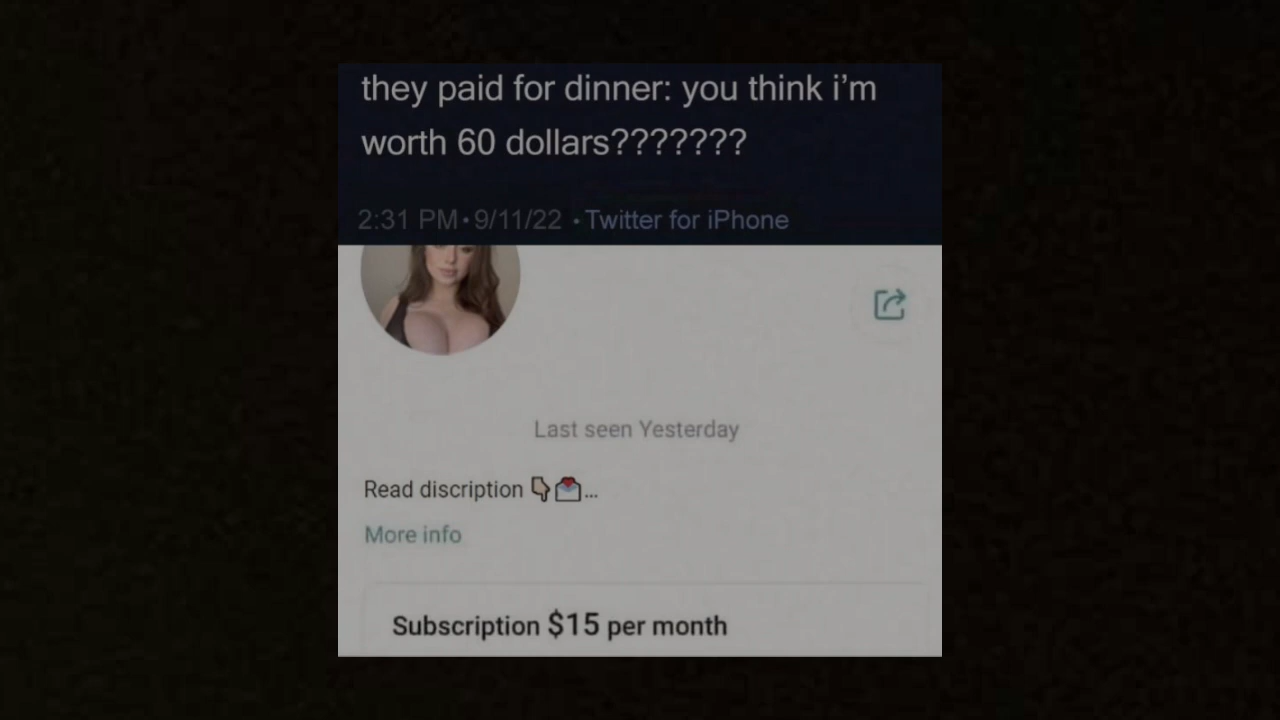 they paid for dinner: you think i'm
worth 60 dollars???????
2:31 PM • 9/11/22 • Twitter for iPhone
Last seen Yesterday
Read discription 👇🏻💌...
More info
Subscription $15 per month